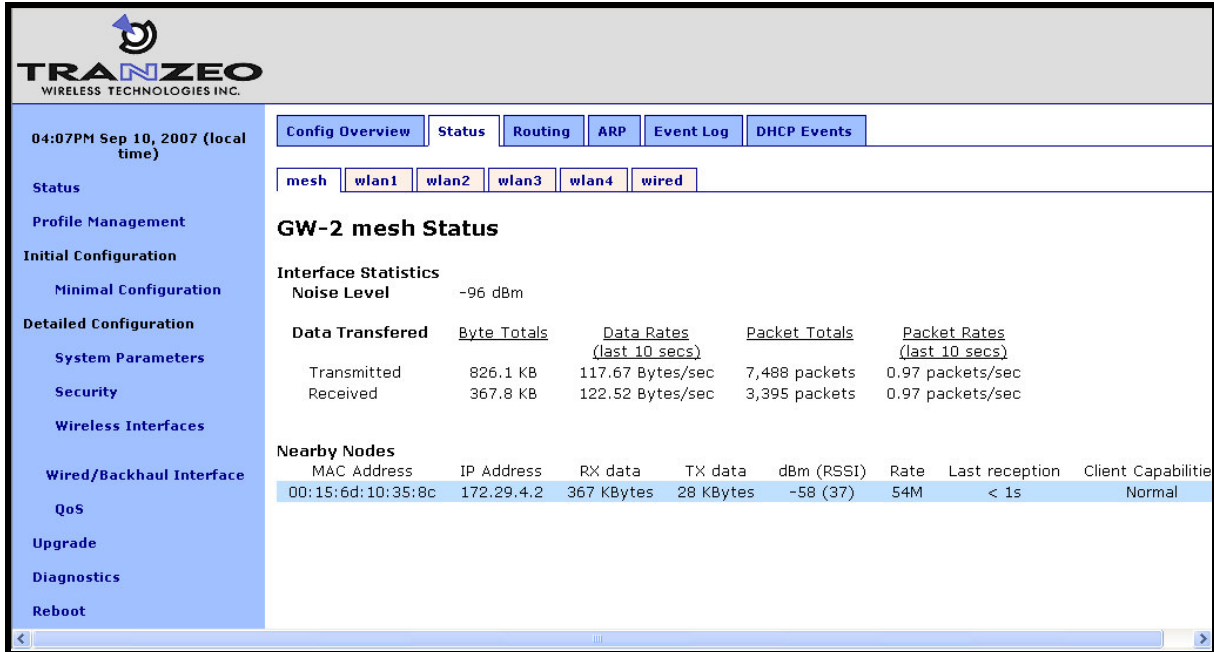 TRANZEO
WIRELESS TECHNOLOGIES INC.
04:07PM Sep 10, 2007 (local
time)
Status
Profile Management
Initial Configuration
Minimal Configuration
Detailed Configuration
System Parameters
Security
Wireless Interfaces
Wired/Backhaul Interface
QoS
Upgrade
Diagnostics
Reboot
Config Overview Status Routing ARP Event Log DHCP Events
mesh wlan1 wlan2 wlan3 wlan4 wired
GW-2 mesh Status
Interface Statistics
Noise Level -96 dBm
Data Transfered Byte Totals Data Rates Packet Totals Packet Rates
(last 10 secs) (last 10 secs)
Transmitted 826.1 KB 117.67 Bytes/sec 7,488 packets 0.97 packets/sec
Received 367.8 KB 122.52 Bytes/sec 3,395 packets 0.97 packets/sec
Nearby Nodes
MAC Address IP Address RX data TX data dBm (RSSI) Rate Last reception Client Capabilitie
00:15:6d:10:35:8c 172.29.4.2 367 KBytes 28 KBytes -58 (37) 54M < 1s Normal